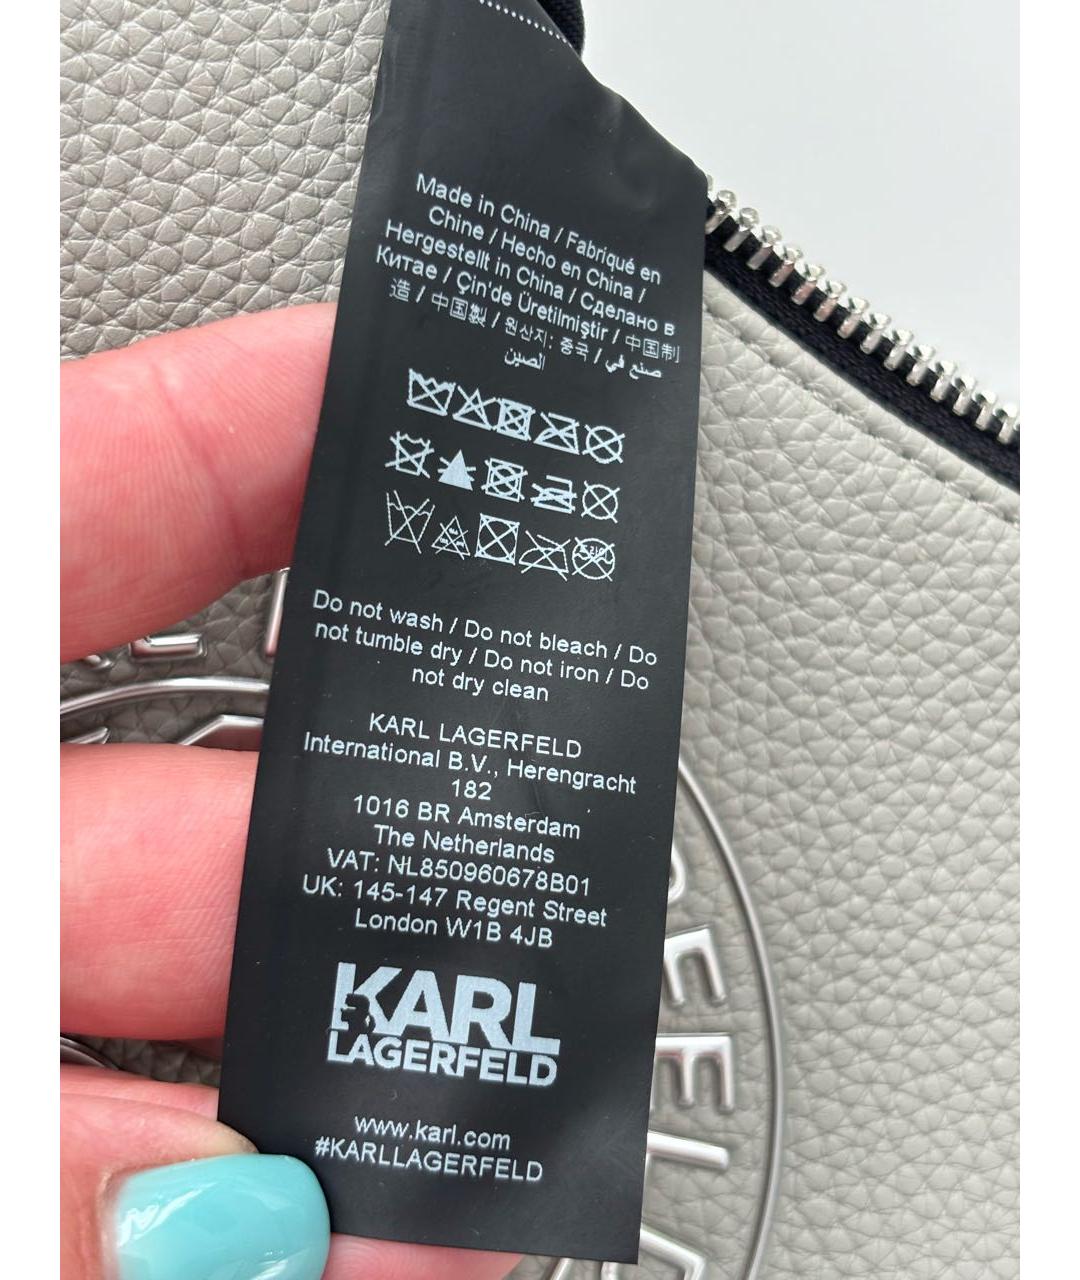 Made in China / Fabriqué en
Chine / Hecho en China /
Hergestellt in China / Сделано в
Китае / Çin'de Üretilmiştir / 中国制
造 / 中国製 / 원산지: 중국 / صنع في
الصين
Do not wash / Do not bleach / Do
not tumble dry / Do not iron / Do
not dry clean
KARL LAGERFELD
International B.V., Herengracht
182
1016 BR Amsterdam
The Netherlands
VAT: NL850960678B01
UK: 145-147 Regent Street
London W1B 4JB
KARL
LAGERFELD
www.karl.com
#KARLLAGERFELD